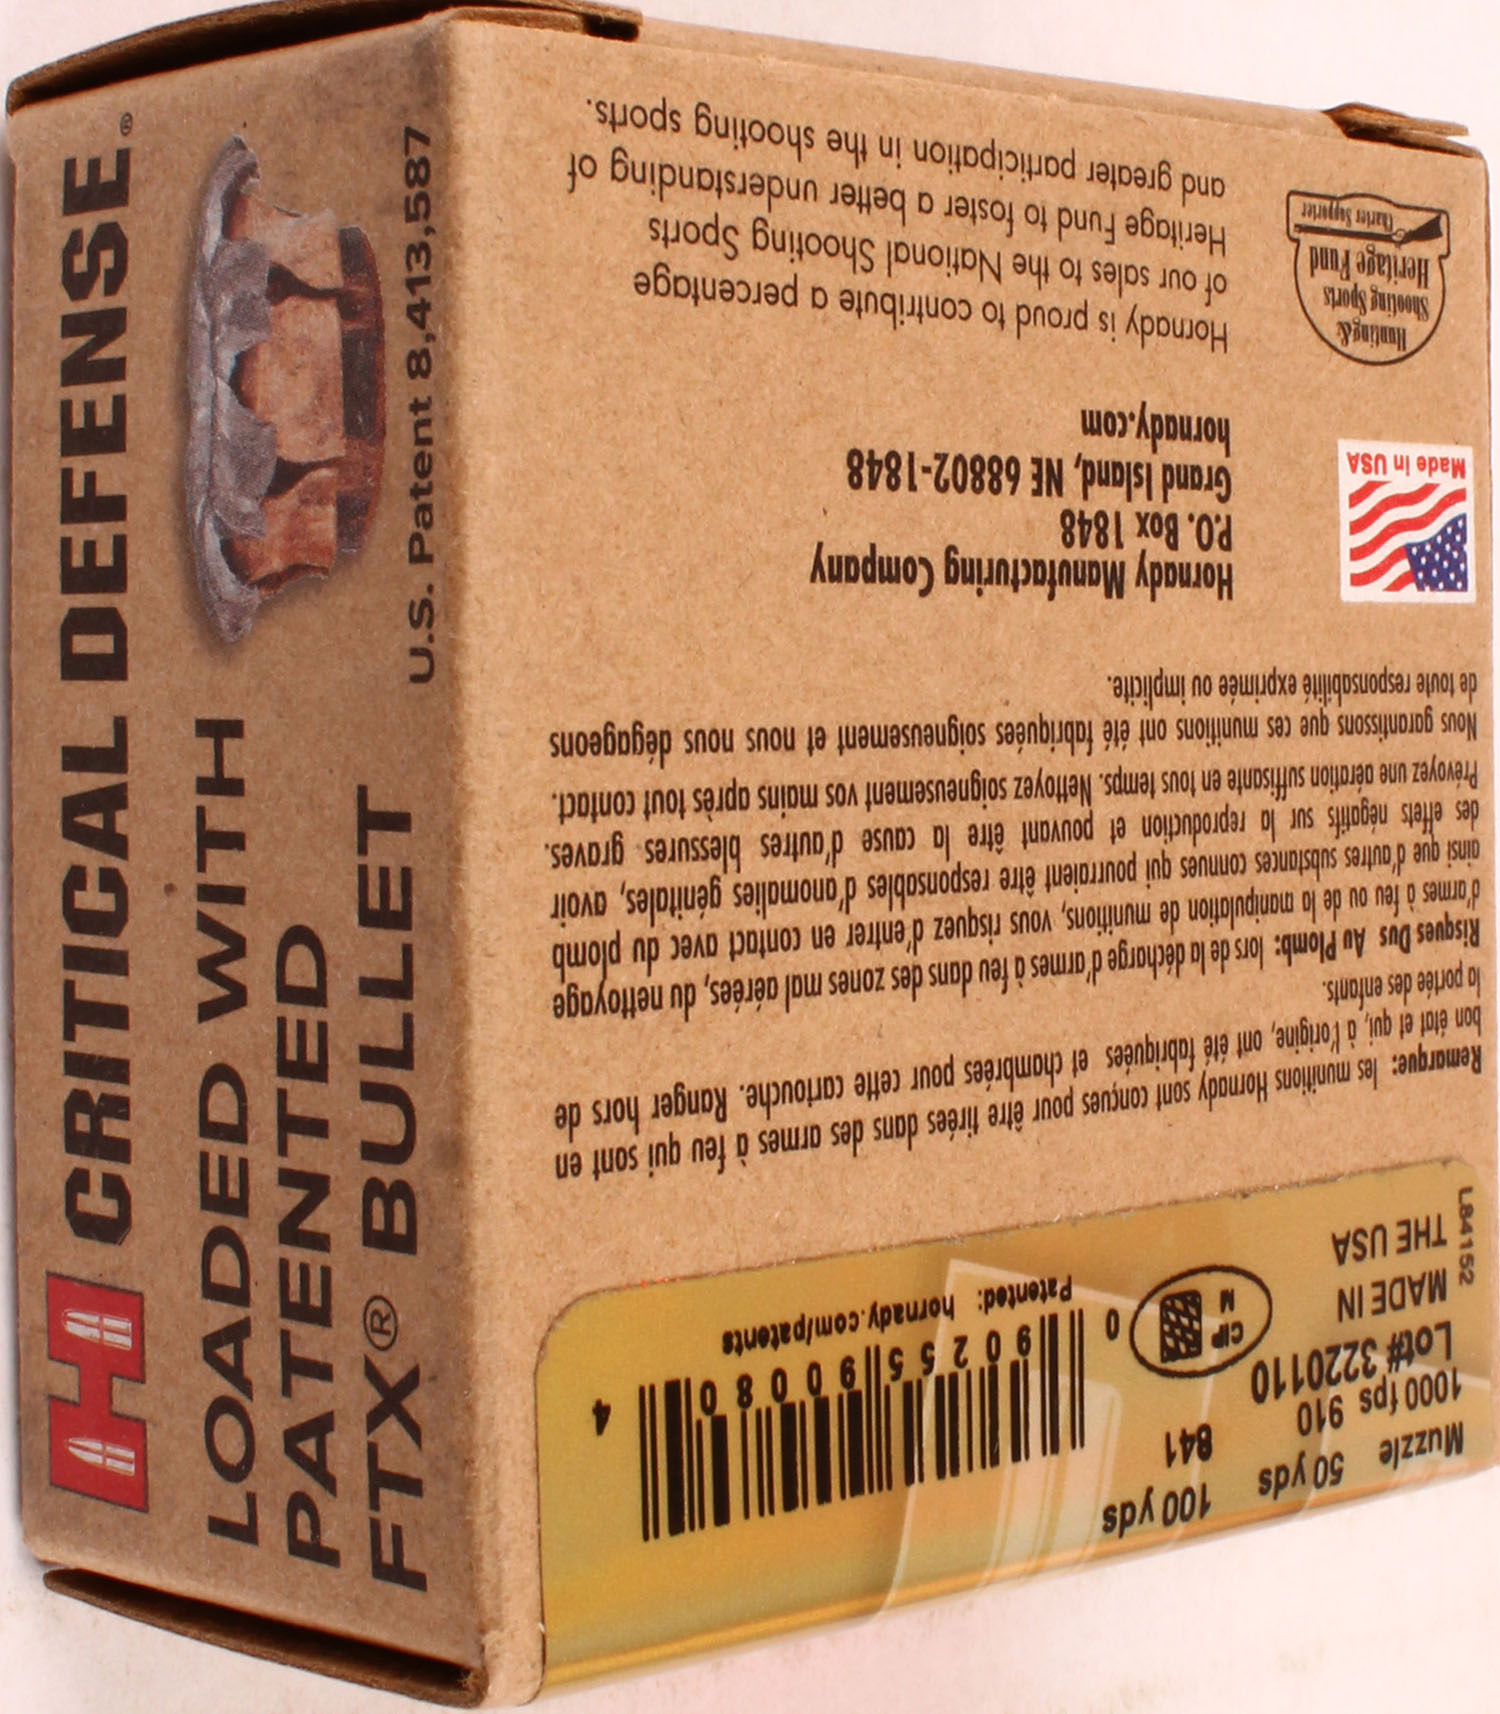 H CRITICAL DEFENSE®
LOADED WITH
PATENTED
FTX® BULLET
U.S. Patent 8,413,587
Muzzle 50 yds 100 yds
1000 fps 910 841
Lot# 3220110
MADE IN
THE USA
L84152
CIP
M
0 90255 90080 4
Patented: hornady.com/patents
Remarque: les munitions Hornady sont conçues pour être tirées dans des armes à feu qui sont en
bon état et qui, à l'origine, ont été fabriquées et chambrées pour cette cartouche. Ranger hors de
la portée des enfants.
Risques Dus Au Plomb: lors de la décharge d'armes à feu dans des zones mal aérées, du nettoyage
d'armes à feu ou de la manipulation de munitions, vous risquez d'entrer en contact avec du plomb
ainsi que d'autres substances connues qui pourraient être responsables d'anomalies génitales, avoir
des effets négatifs sur la reproduction et pouvant être la cause d'autres blessures graves.
Prévoyez une aération suffisante en tous temps. Nettoyez soigneusement vos mains après tout contact.
Nous garantissons que ces munitions ont été fabriquées soigneusement et nous nous dégageons
de toute responsabilité exprimée ou implicite.
Made in USA
Hornady Manufacturing Company
P.O. Box 1848
Grand Island, NE 68802-1848
hornady.com
Hunting &
Shooting Sports
Heritage Fund
Charter Supporter
Hornady is proud to contribute a percentage
of our sales to the National Shooting Sports
Heritage Fund to foster a better understanding of
and greater participation in the shooting sports.